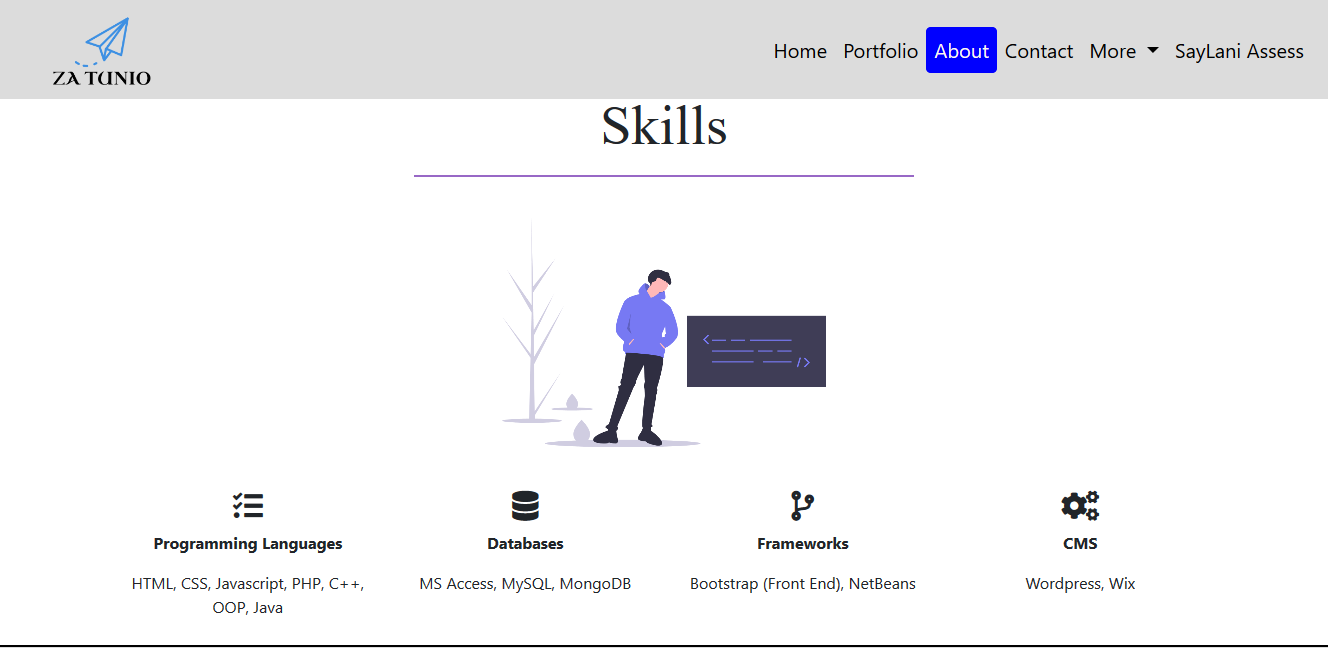 ZA TUNIO
Home Portfolio About Contact More SayLani Assess
Skills
< />
Programming Languages
HTML, CSS, Javascript, PHP, C++,
OOP, Java
Databases
MS Access, MySQL, MongoDB
Frameworks
Bootstrap (Front End), NetBeans
CMS
Wordpress, Wix